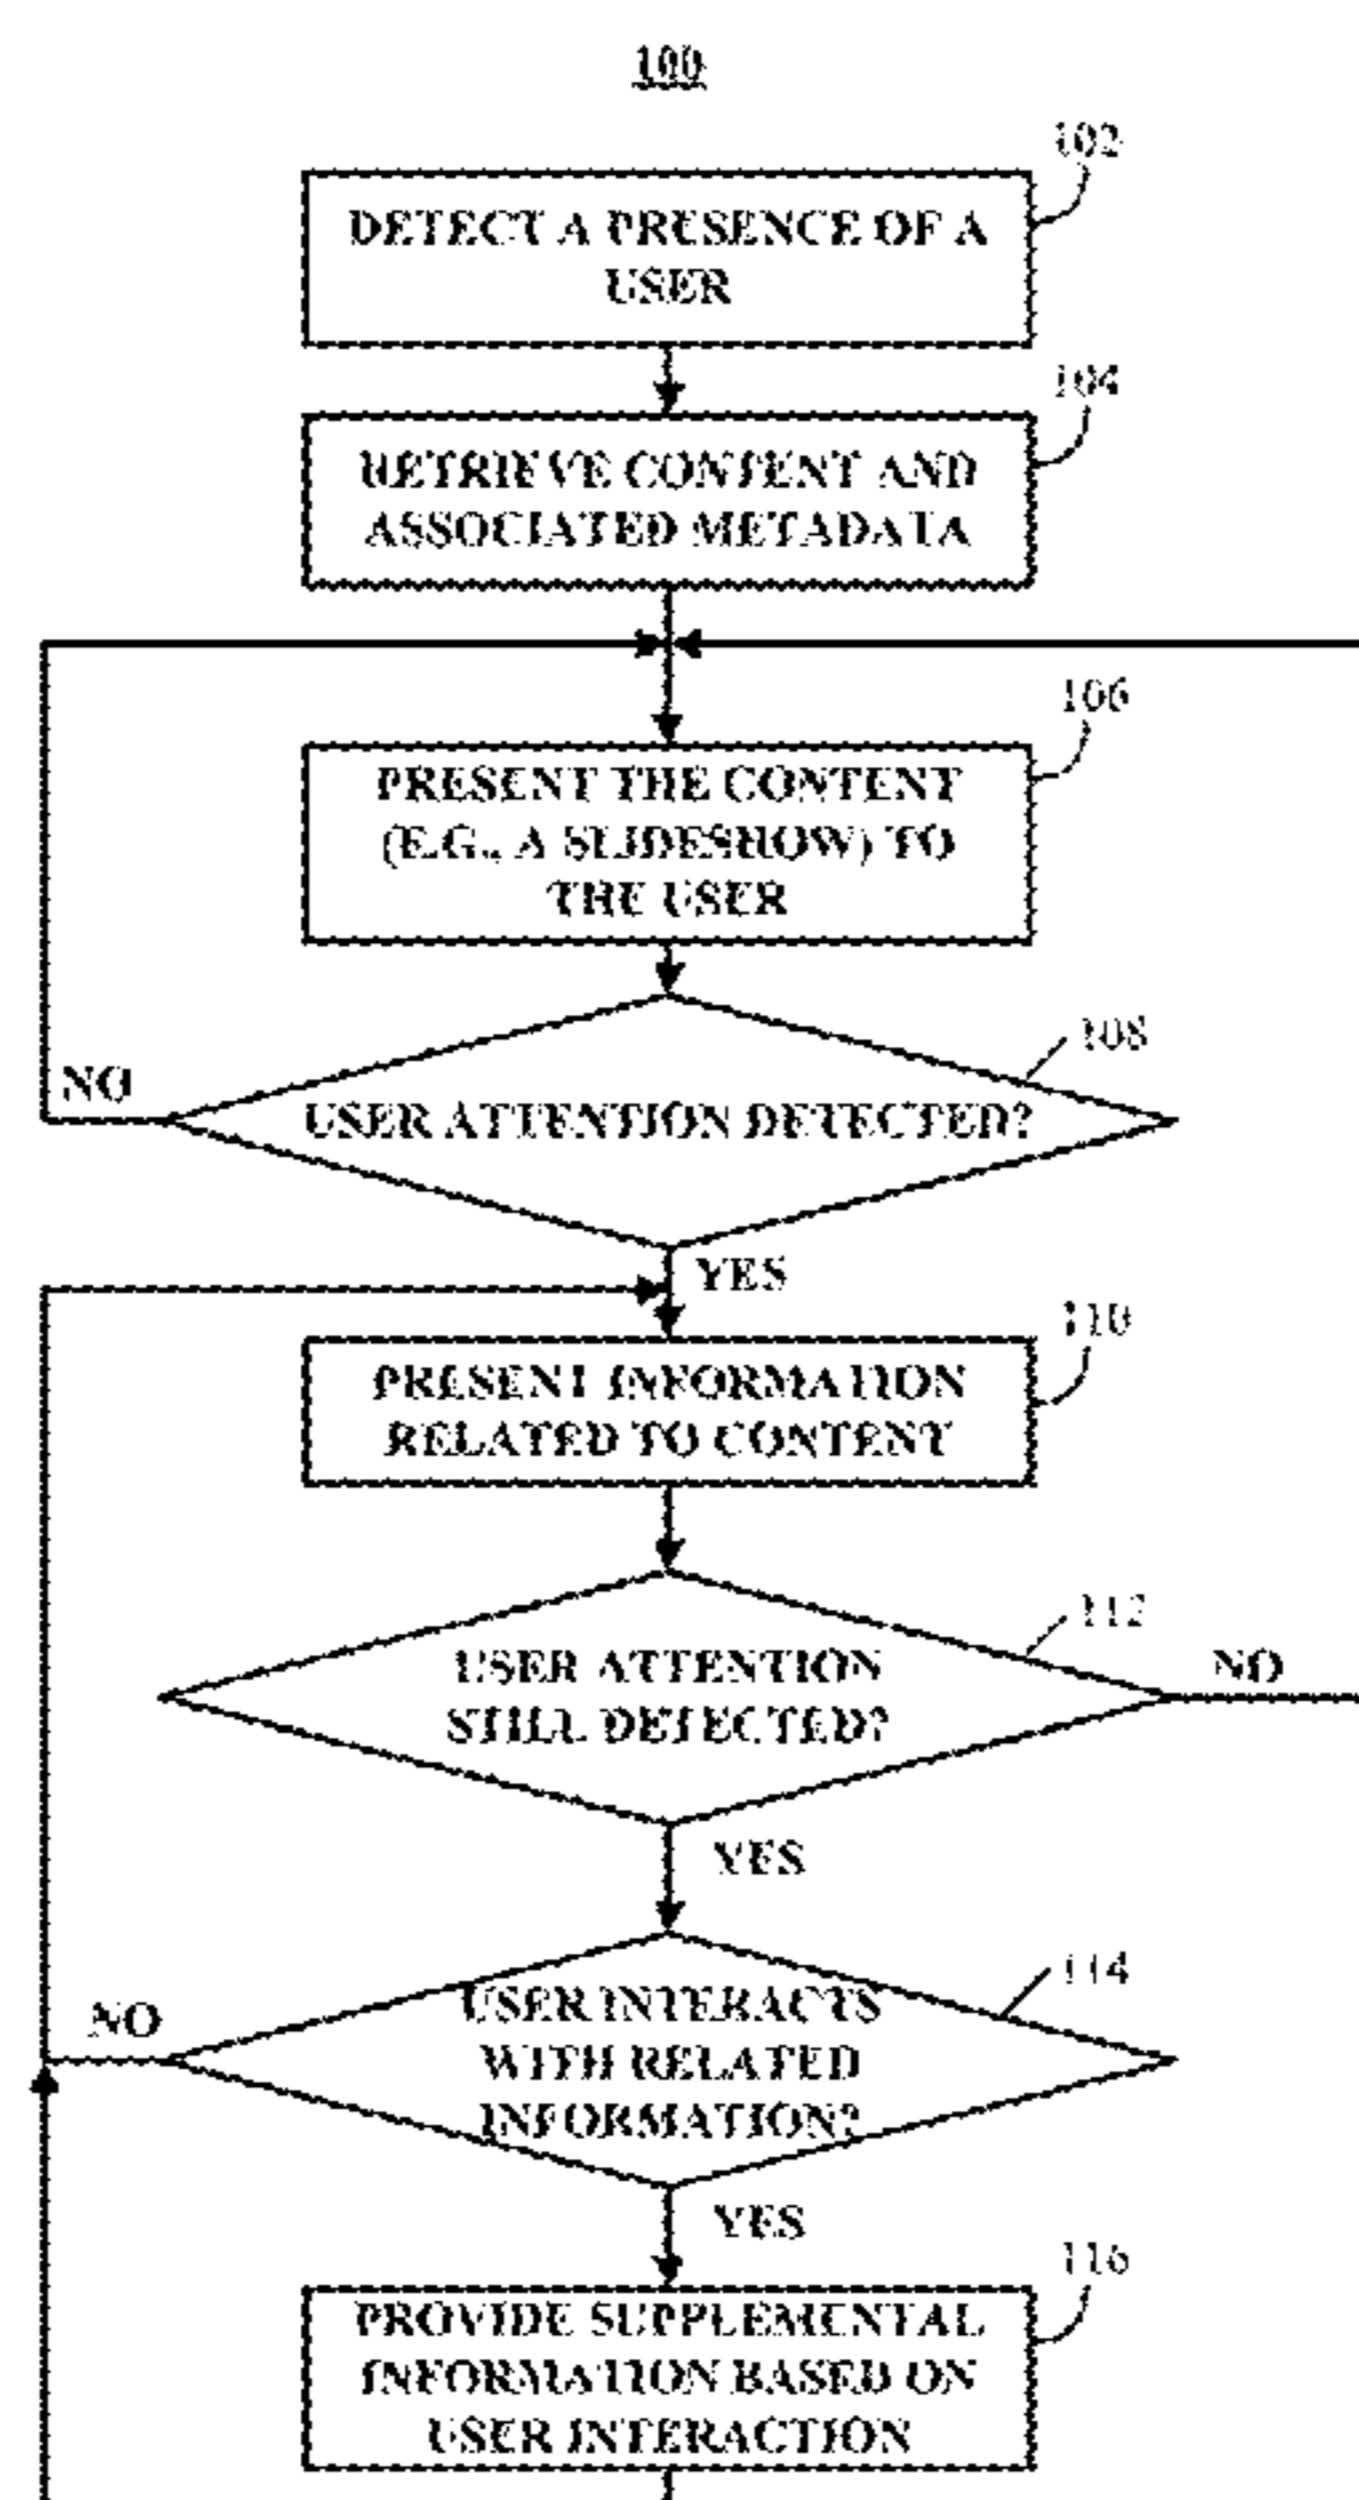 100
102
DETECT A PRESENCE OF A
USER
104
RETRIEVE CONTENT AND
ASSOCIATED METADATA
106
PRESENT THE CONTENT
(E.G., A SLIDESHOW) TO
THE USER
108
NO
USER ATTENTION DETECTED?
YES
110
PRESENT INFORMATION
RELATED TO CONTENT
112
NO
USER ATTENTION
STILL DETECTED?
YES
114
NO
USER INTERACTS
WITH RELATED
INFORMATION?
YES
116
PROVIDE SUPPLEMENTAL
INFORMATION BASED ON
USER INTERACTION